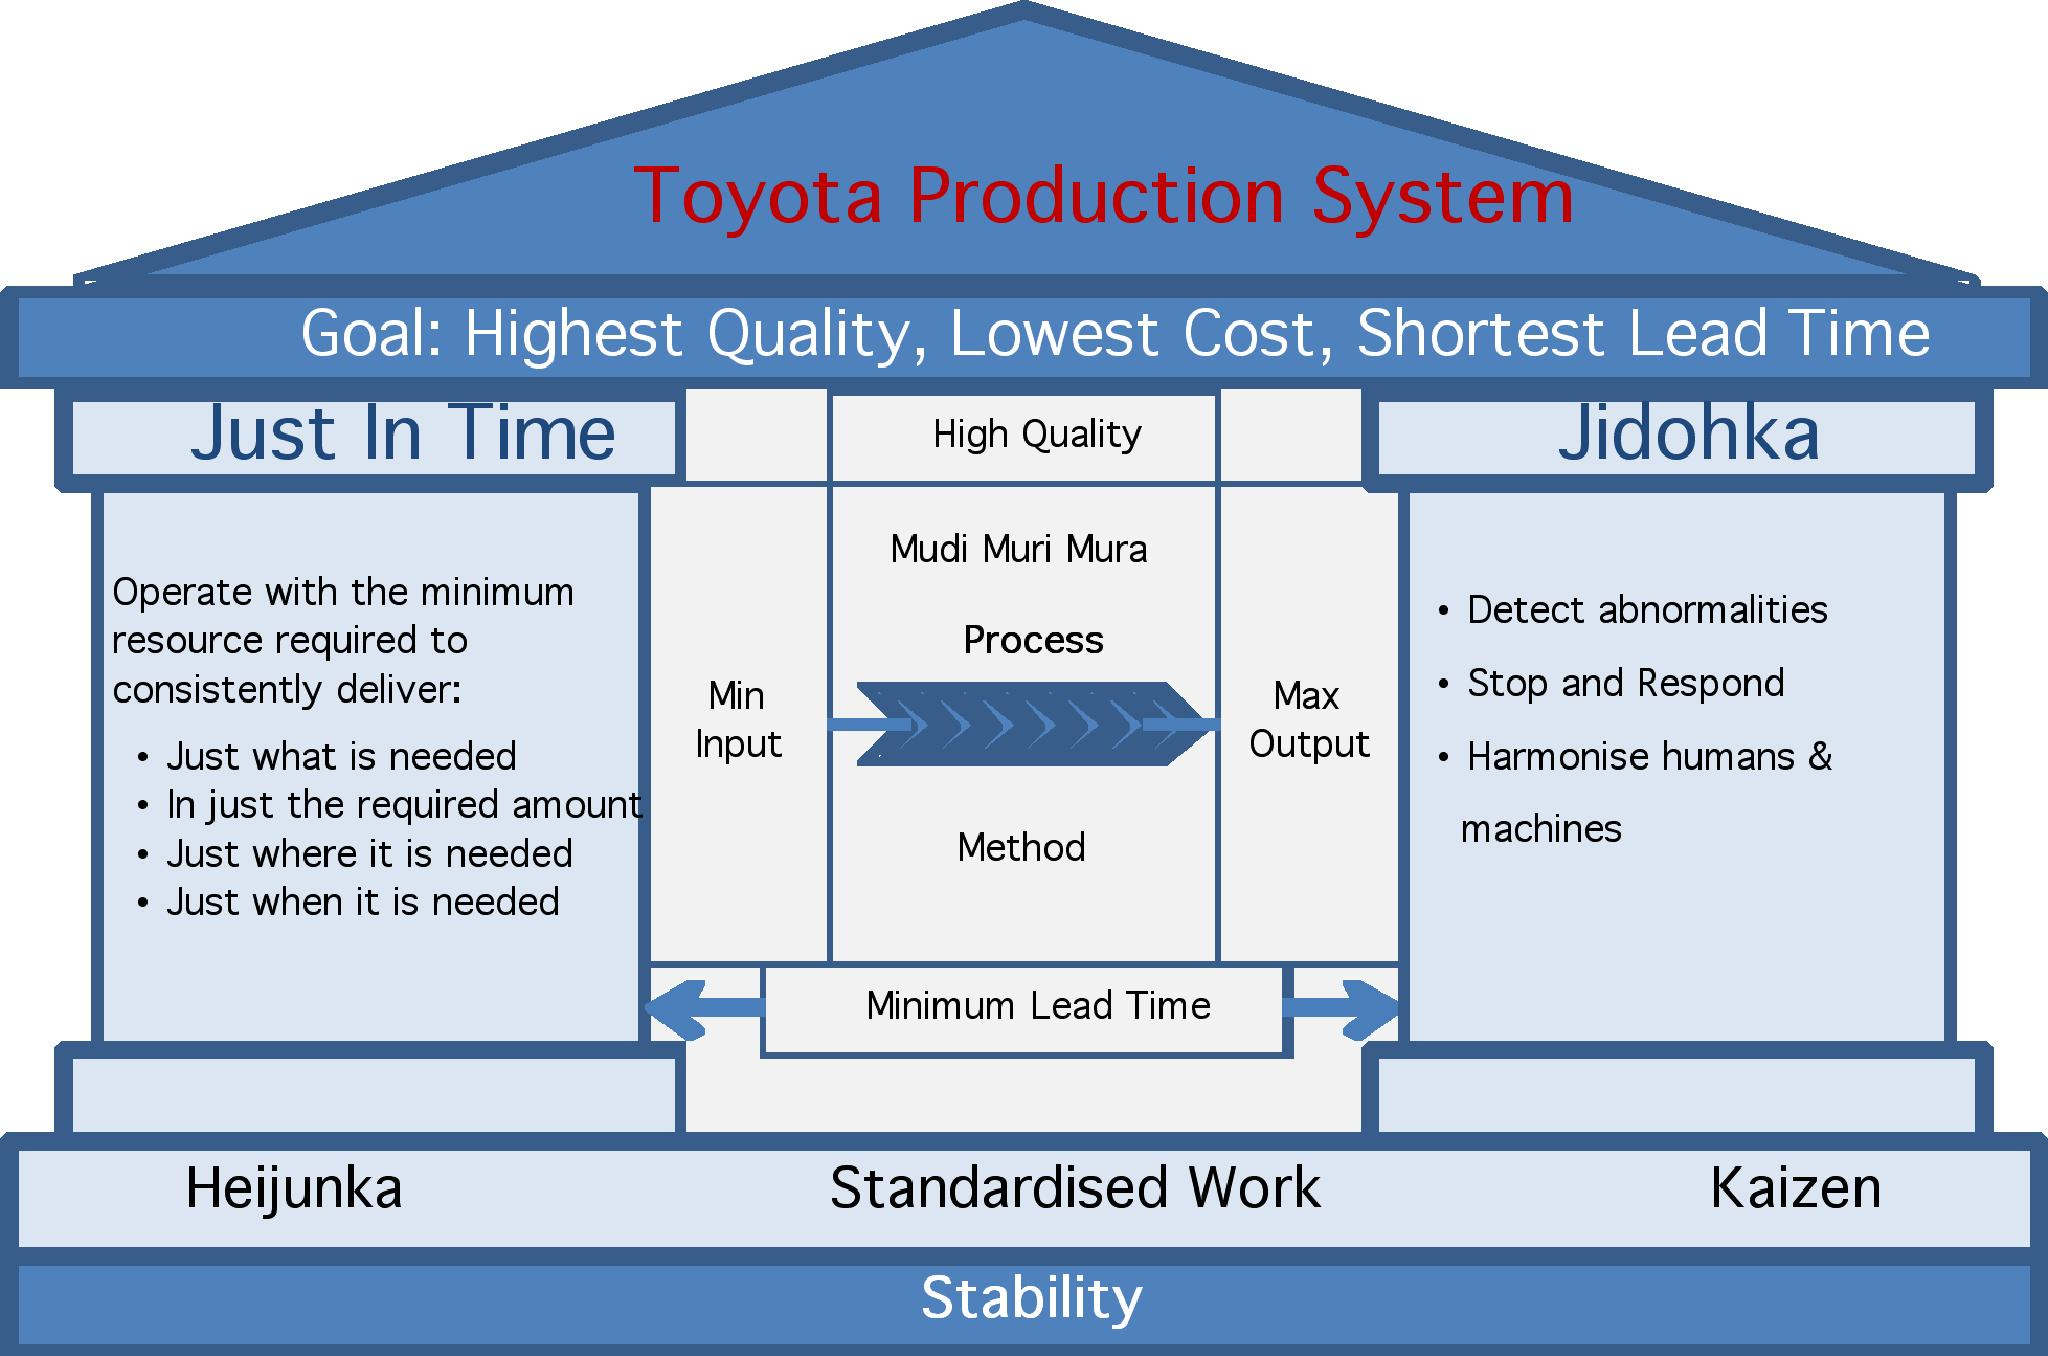 Toyota Production System
Goal: Highest Quality, Lowest Cost, Shortest Lead Time
Just In Time
Operate with the minimum
resource required to
consistently deliver:
• Just what is needed
• In just the required amount
• Just where it is needed
• Just when it is needed
High Quality
Mudi Muri Mura
Process
Min
Input
Max
Output
Method
Minimum Lead Time
Jidohka
• Detect abnormalities
• Stop and Respond
• Harmonise humans &
machines
Heijunka
Standardised Work
Kaizen
Stability